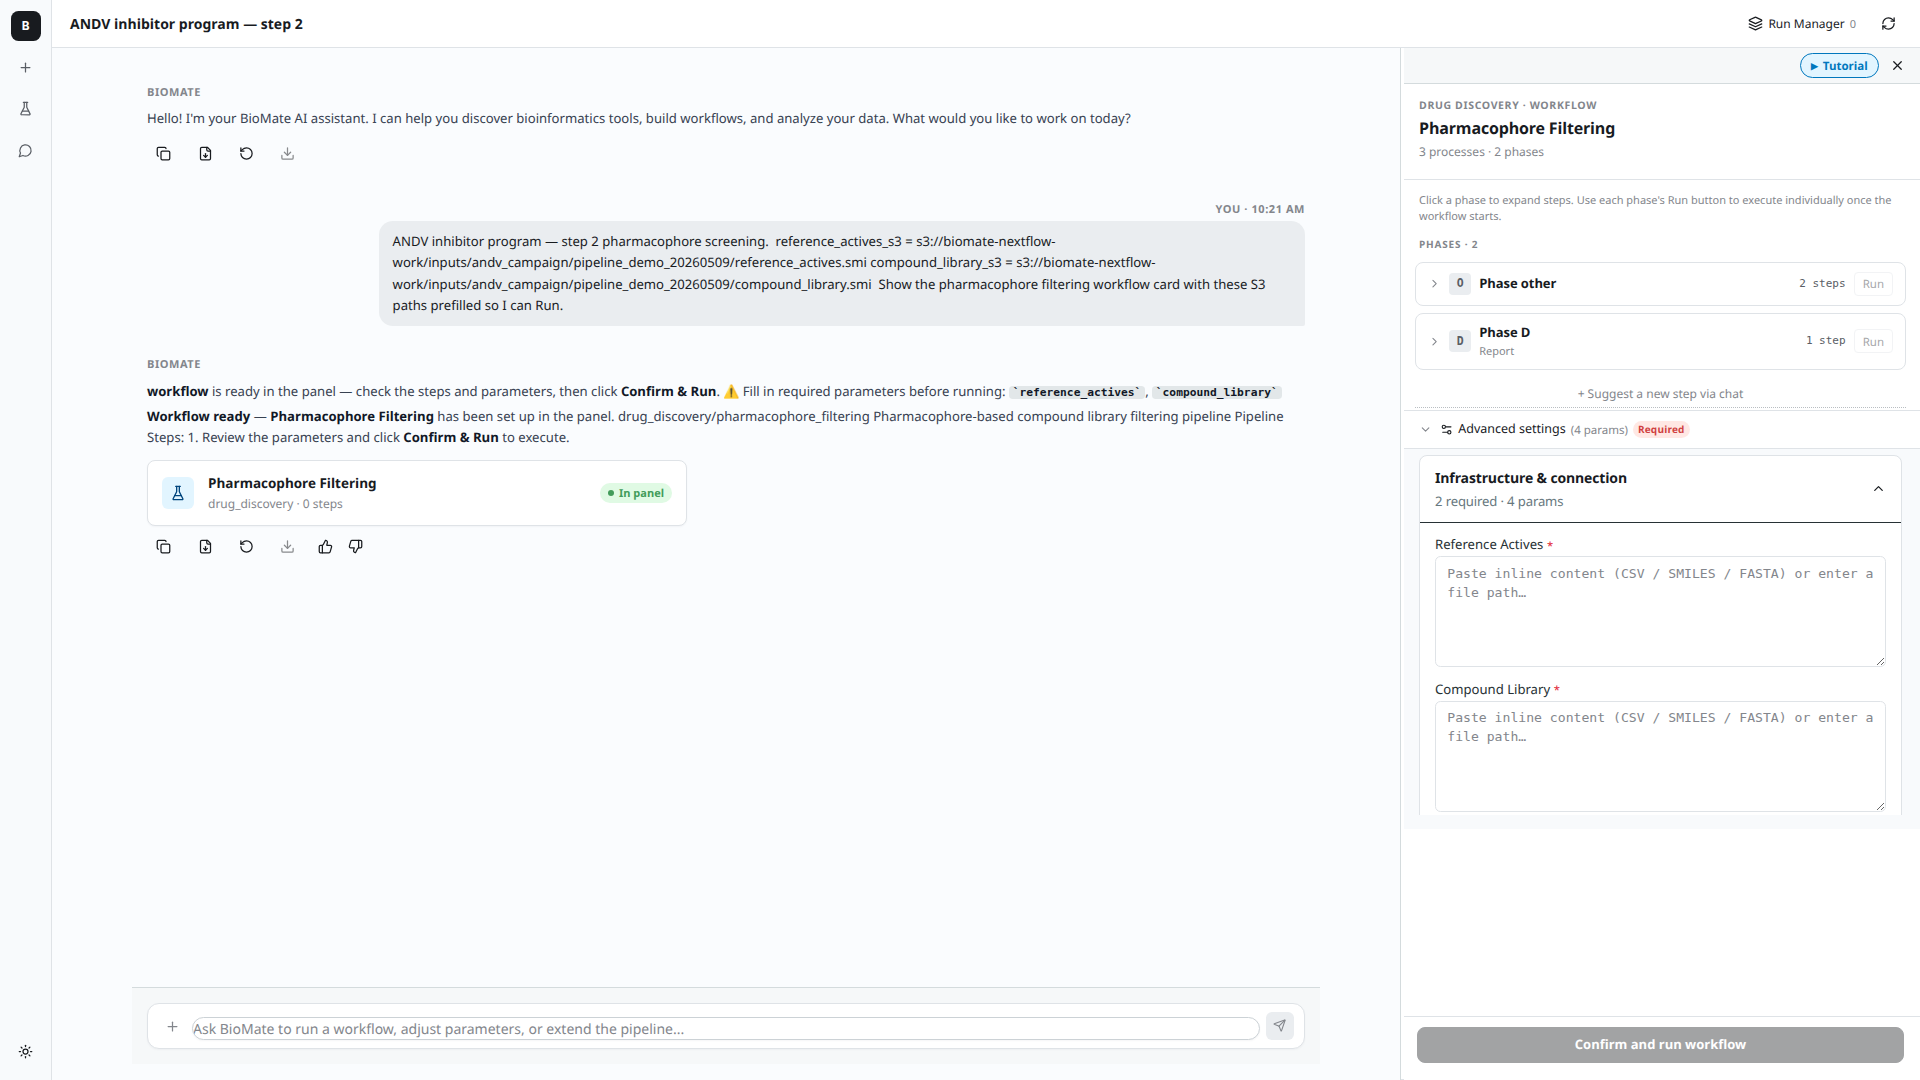 B
ANDV inhibitor program — step 2
Run Manager 0
▶ Tutorial
BIOMATE
Hello! I'm your BioMate AI assistant. I can help you discover bioinformatics tools, build workflows, and analyze your data. What would you like to work on today?
YOU · 10:21 AM
ANDV inhibitor program — step 2 pharmacophore screening.  reference_actives_s3 = s3://biomate-nextflow-
work/inputs/andv_campaign/pipeline_demo_20260509/reference_actives.smi compound_library_s3 = s3://biomate-nextflow-
work/inputs/andv_campaign/pipeline_demo_20260509/compound_library.smi  Show the pharmacophore filtering workflow card with these S3
paths prefilled so I can Run.
BIOMATE
workflow is ready in the panel — check the steps and parameters, then click Confirm & Run. ⚠️ Fill in required parameters before running: `reference_actives`, `compound_library`
Workflow ready — Pharmacophore Filtering has been set up in the panel. drug_discovery/pharmacophore_filtering Pharmacophore-based compound library filtering pipeline Pipeline
Steps: 1. Review the parameters and click Confirm & Run to execute.
Pharmacophore Filtering
drug_discovery · 0 steps
In panel
Ask BioMate to run a workflow, adjust parameters, or extend the pipeline...
DRUG DISCOVERY · WORKFLOW
Pharmacophore Filtering
3 processes · 2 phases
Click a phase to expand steps. Use each phase's Run button to execute individually once the
workflow starts.
PHASES · 2
O Phase other 2 steps Run
D Phase D 1 step Run
Report
+ Suggest a new step via chat
Advanced settings (4 params) Required
Infrastructure & connection
2 required · 4 params
Reference Actives *
Paste inline content (CSV / SMILES / FASTA) or enter a
file path…
Compound Library *
Paste inline content (CSV / SMILES / FASTA) or enter a
file path…
Confirm and run workflow